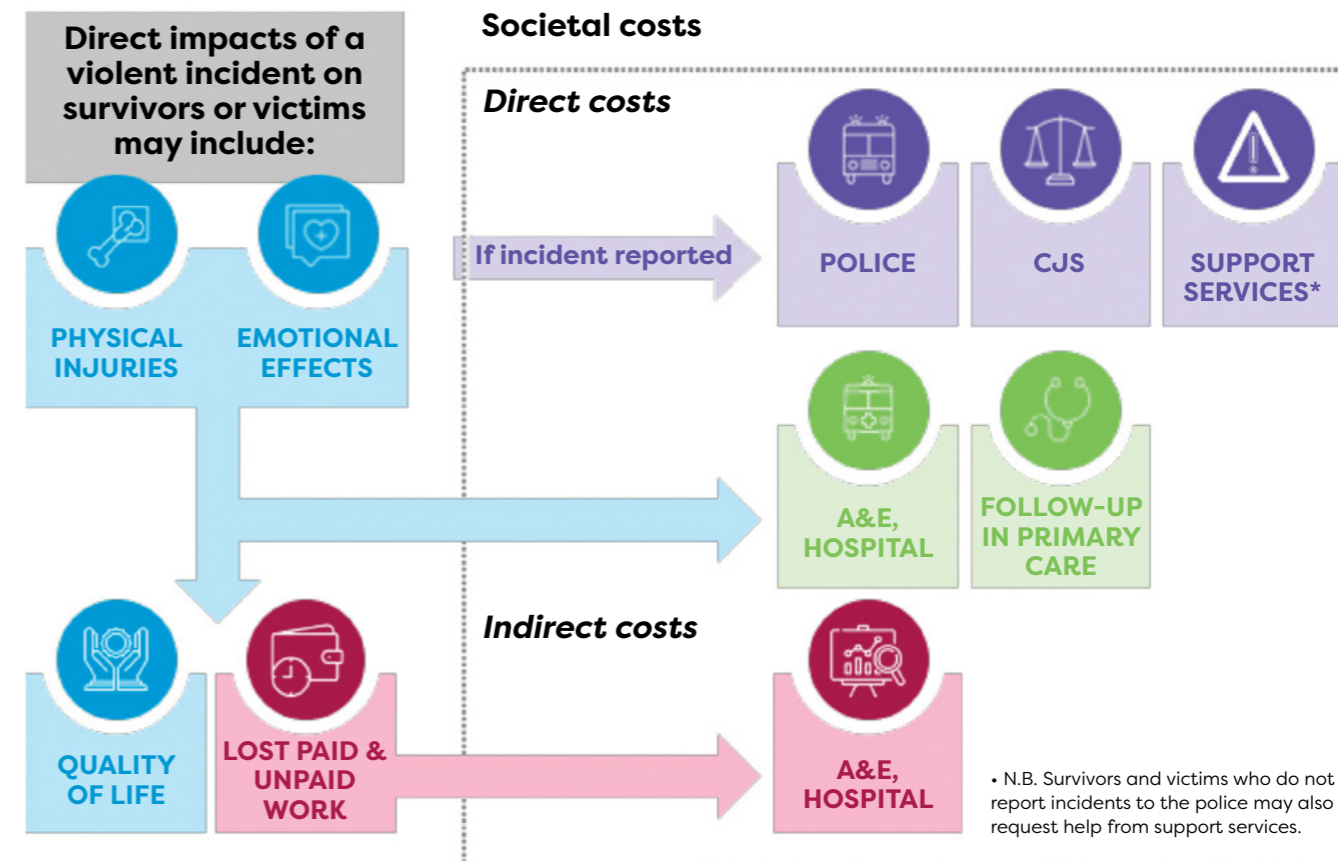 Direct impacts of a
violent incident on
survivors or victims
may include:
PHYSICAL
INJURIES
EMOTIONAL
EFFECTS
QUALITY
OF LIFE
LOST PAID &
UNPAID
WORK
Societal costs
Direct costs
If incident reported
POLICE
CJS
SUPPORT
SERVICES*
A&E,
HOSPITAL
FOLLOW-UP
IN PRIMARY
CARE
Indirect costs
A&E,
HOSPITAL
• N.B. Survivors and victims who do not
report incidents to the police may also
request help from support services.